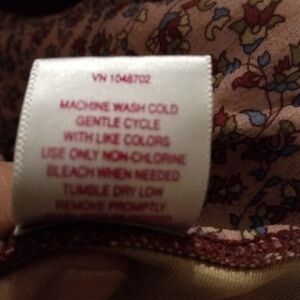 VN 1046702
MACHINE WASH COLD
GENTLE CYCLE
WITH LIKE COLORS
USE ONLY NON-CHLORINE
BLEACH WHEN NEEDED
TUMBLE DRY LOW
REMOVE PROMPTLY